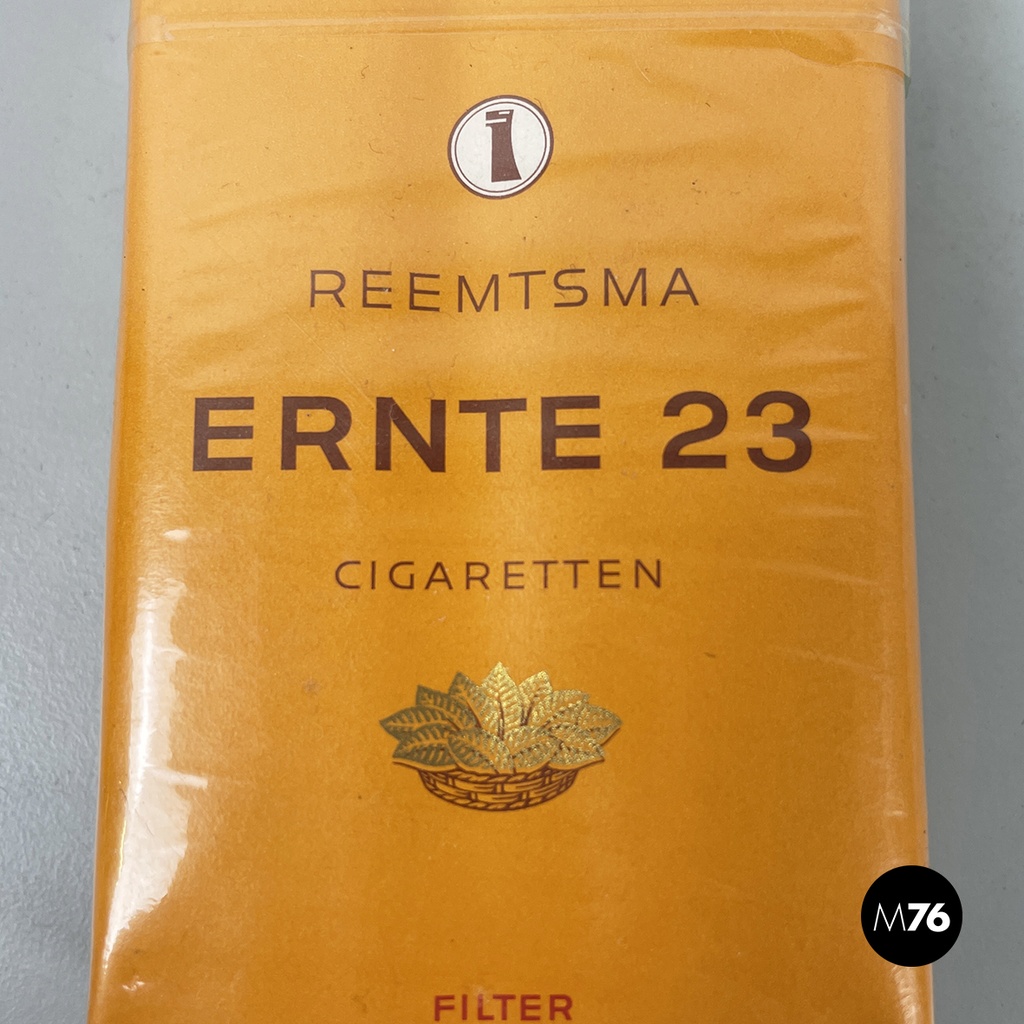 REEMTSMA
ERNTE 23
CIGARETTEN
M76
FILTER